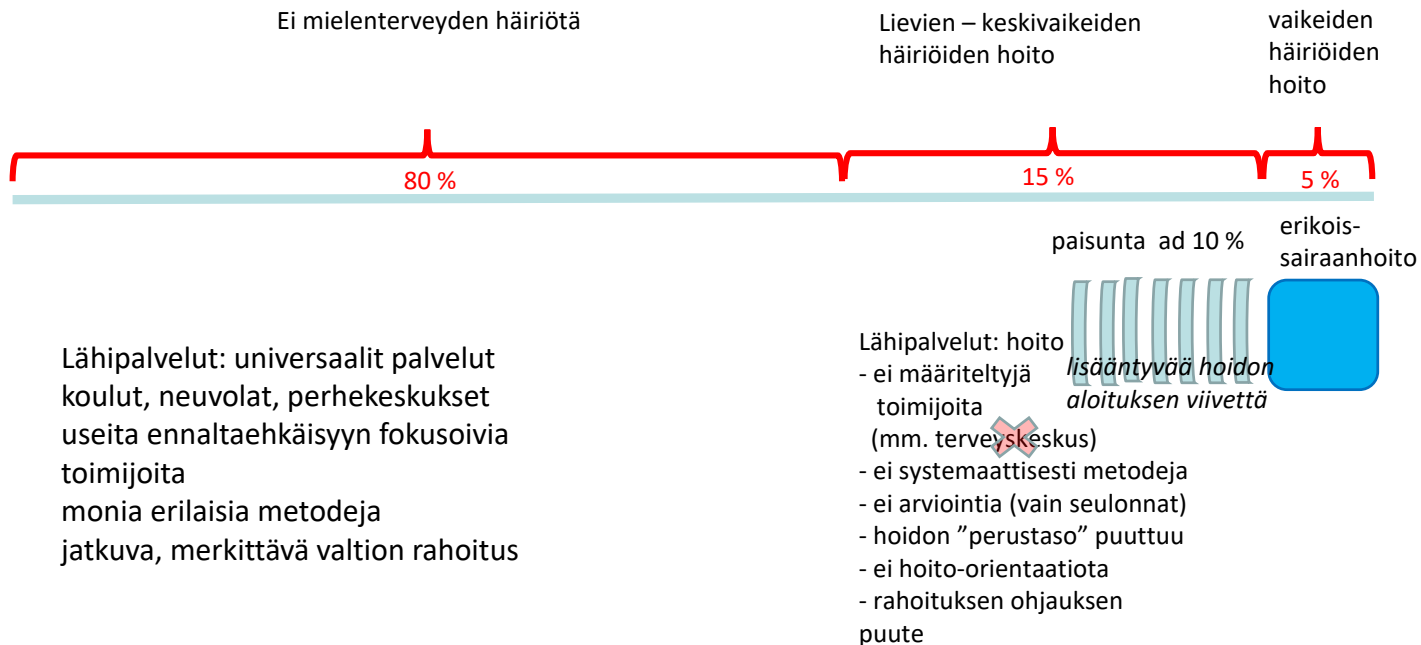 Ei mielenterveyden häiriötä
Lievien – keskivaikeiden
häiriöiden hoito
vaikeiden
häiriöiden
hoito
80 %
15 %
5 %
paisunta ad 10 %
erikois-
sairaanhoito
Lähipalvelut: universaalit palvelut
koulut, neuvolat, perhekeskukset
useita ennaltaehkäisyyn fokusoivia
toimijoita
monia erilaisia metodeja
jatkuva, merkittävä valtion rahoitus
Lähipalvelut: hoito
- ei määriteltyjä
toimijoita
(mm. terveyskeskus)
- ei systemaattisesti metodeja
- ei arviointia (vain seulonnat)
- hoidon ”perustaso” puuttuu
- ei hoito-orientaatiota
- rahoituksen ohjauksen
puute
lisääntyvää hoidon
aloituksen viivettä